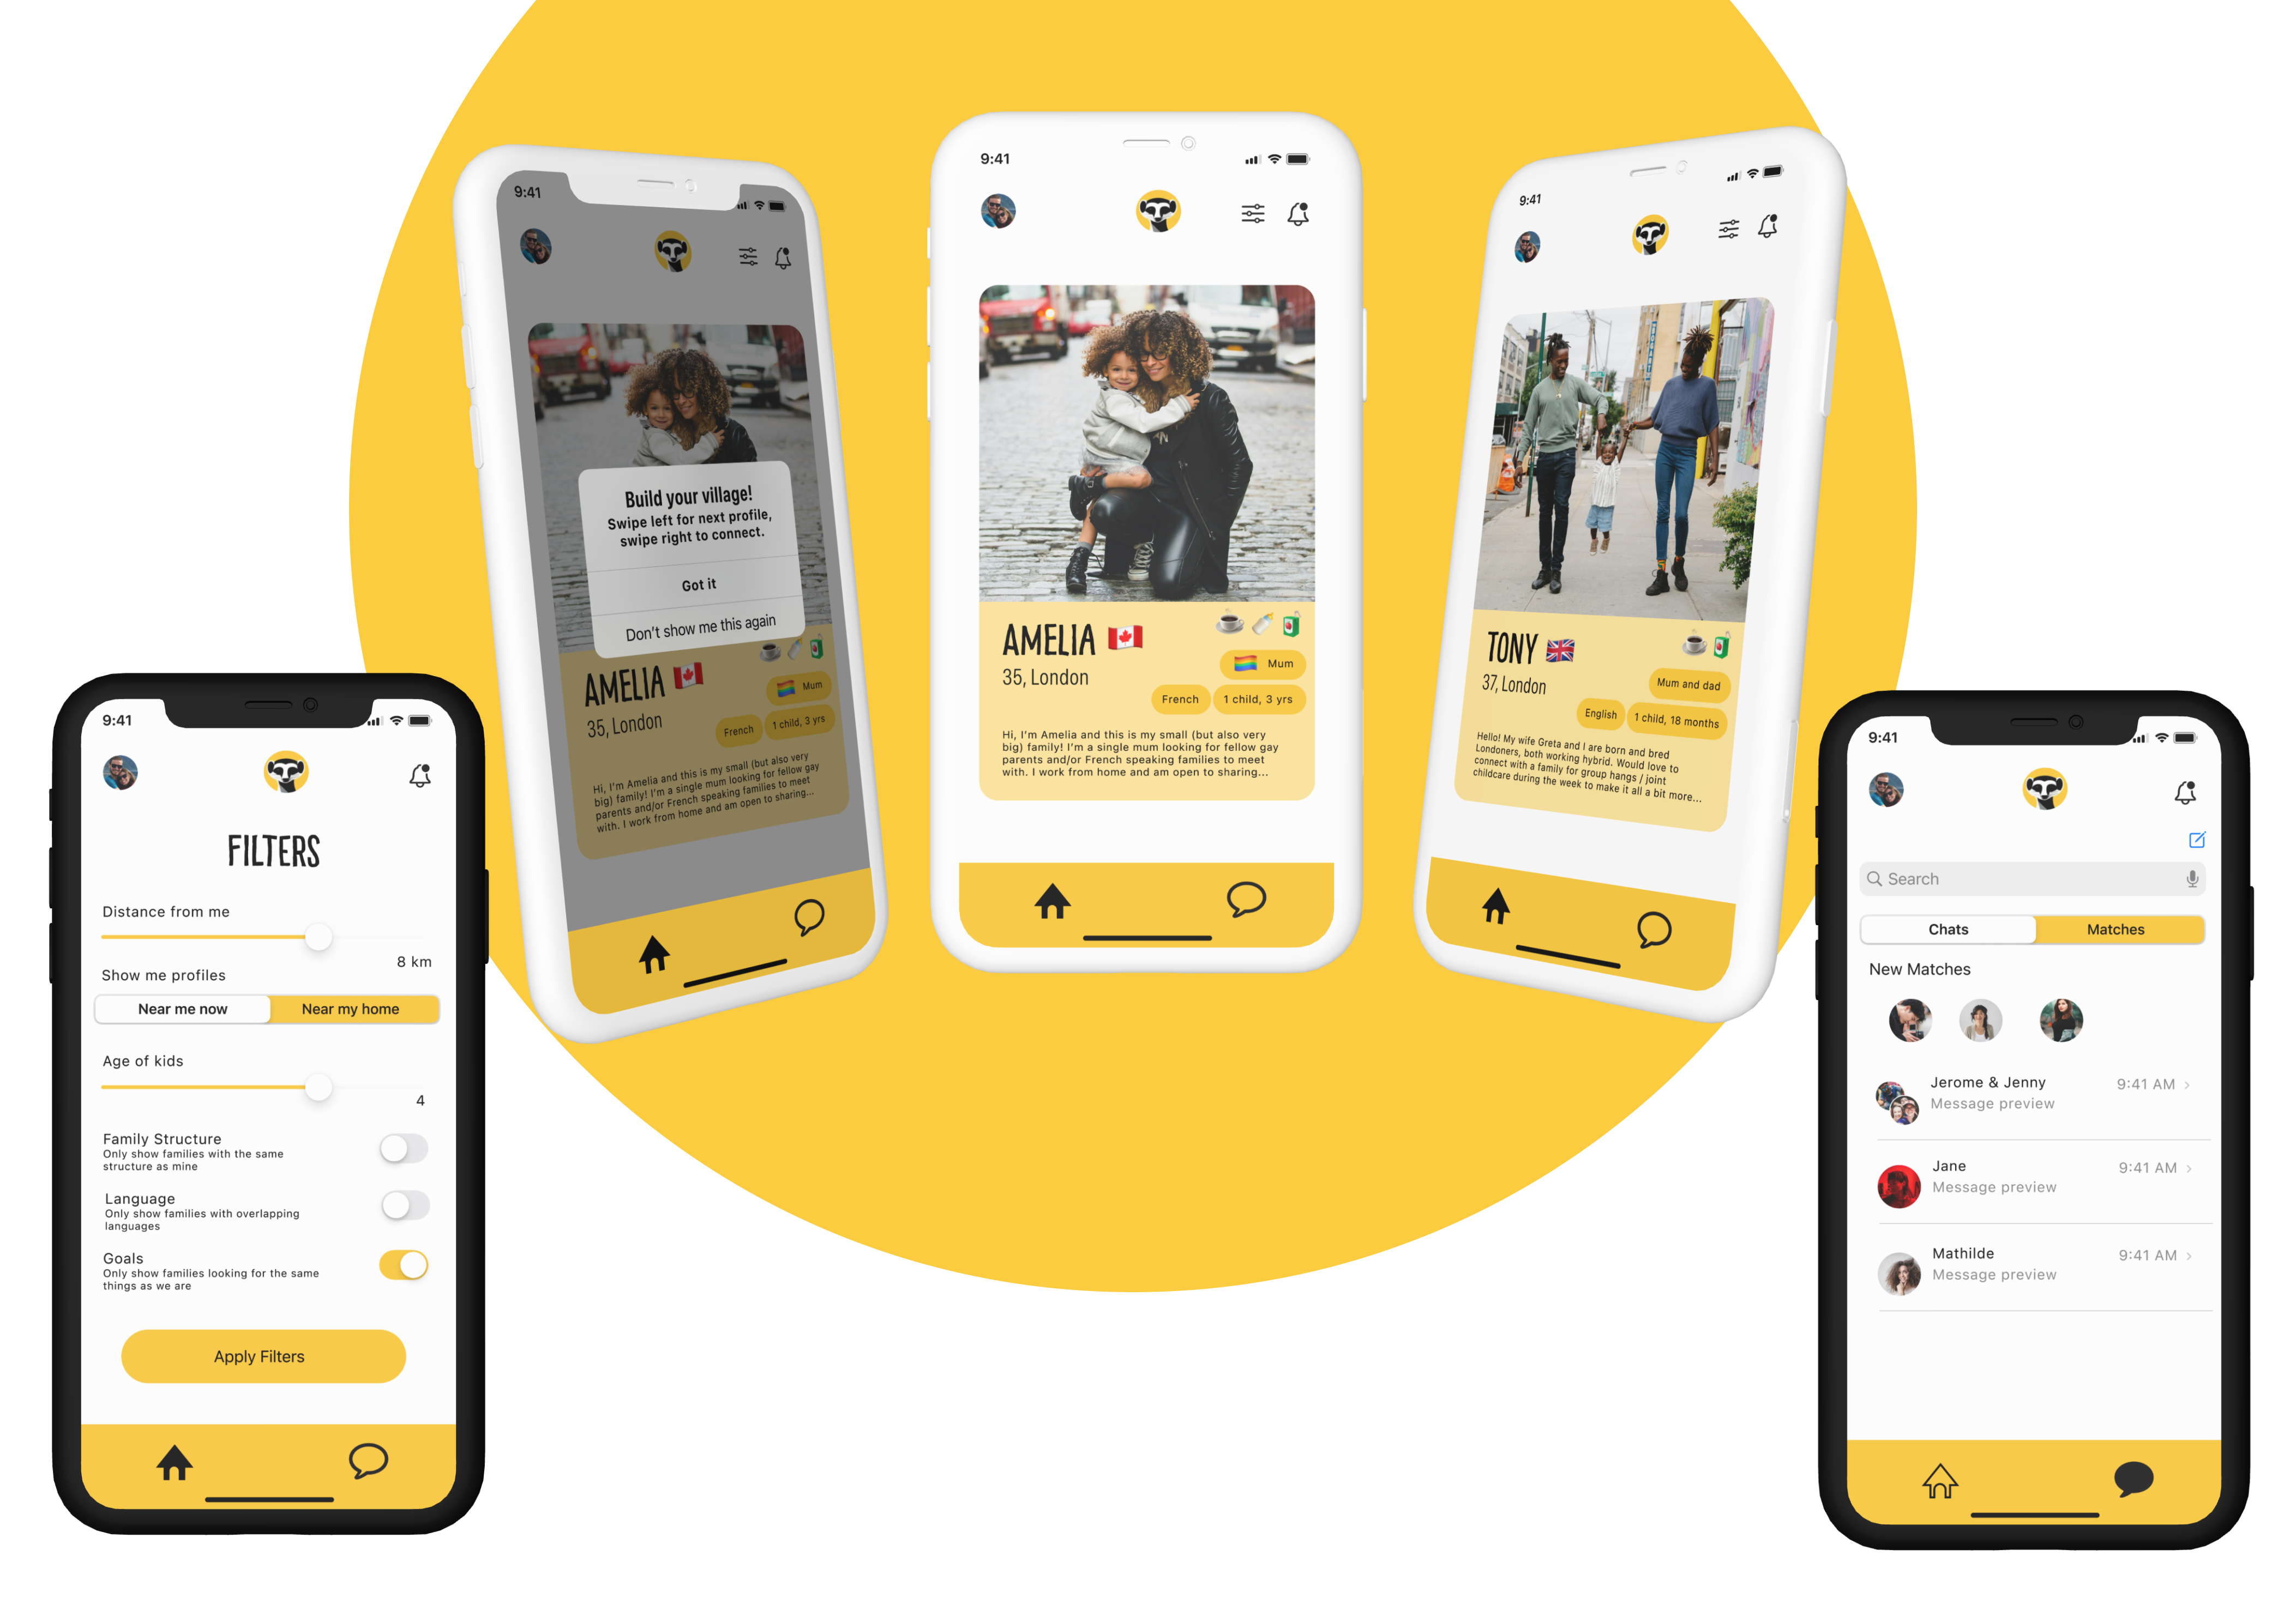 9:41
Build your village!
Swipe left for next profile,
swipe right to connect.
Got it
Don't show me this again
AMELIA
35, London
Mum
French
1 child, 3 yrs
Hi, I'm Amelia and this is my small (but also very
big) family! I'm a single mum looking for fellow gay
parents and/or French speaking families to meet
with. I work from home and am open to sharing...
9:41
AMELIA
35, London
Mum
French
1 child, 3 yrs
Hi, I'm Amelia and this is my small (but also very
big) family! I'm a single mum looking for fellow gay
parents and/or French speaking families to meet
with. I work from home and am open to sharing...
9:41
TONY
37, London
Mum and dad
English
1 child, 18 months
Hello! My wife Greta and I are born and bred
Londoners, both working hybrid. Would love to
connect with a family for group hangs / joint
childcare during the week to make it all a bit more...
9:41
FILTERS
Distance from me
8 km
Show me profiles
Near me now
Near my home
Age of kids
4
Family Structure
Only show families with the same
structure as mine
Language
Only show families with overlapping
languages
Goals
Only show families looking for the same
things as we are
Apply Filters
9:41
Search
Chats
Matches
New Matches
Jerome & Jenny
9:41 AM
Message preview
Jane
9:41 AM
Message preview
Mathilde
9:41 AM
Message preview